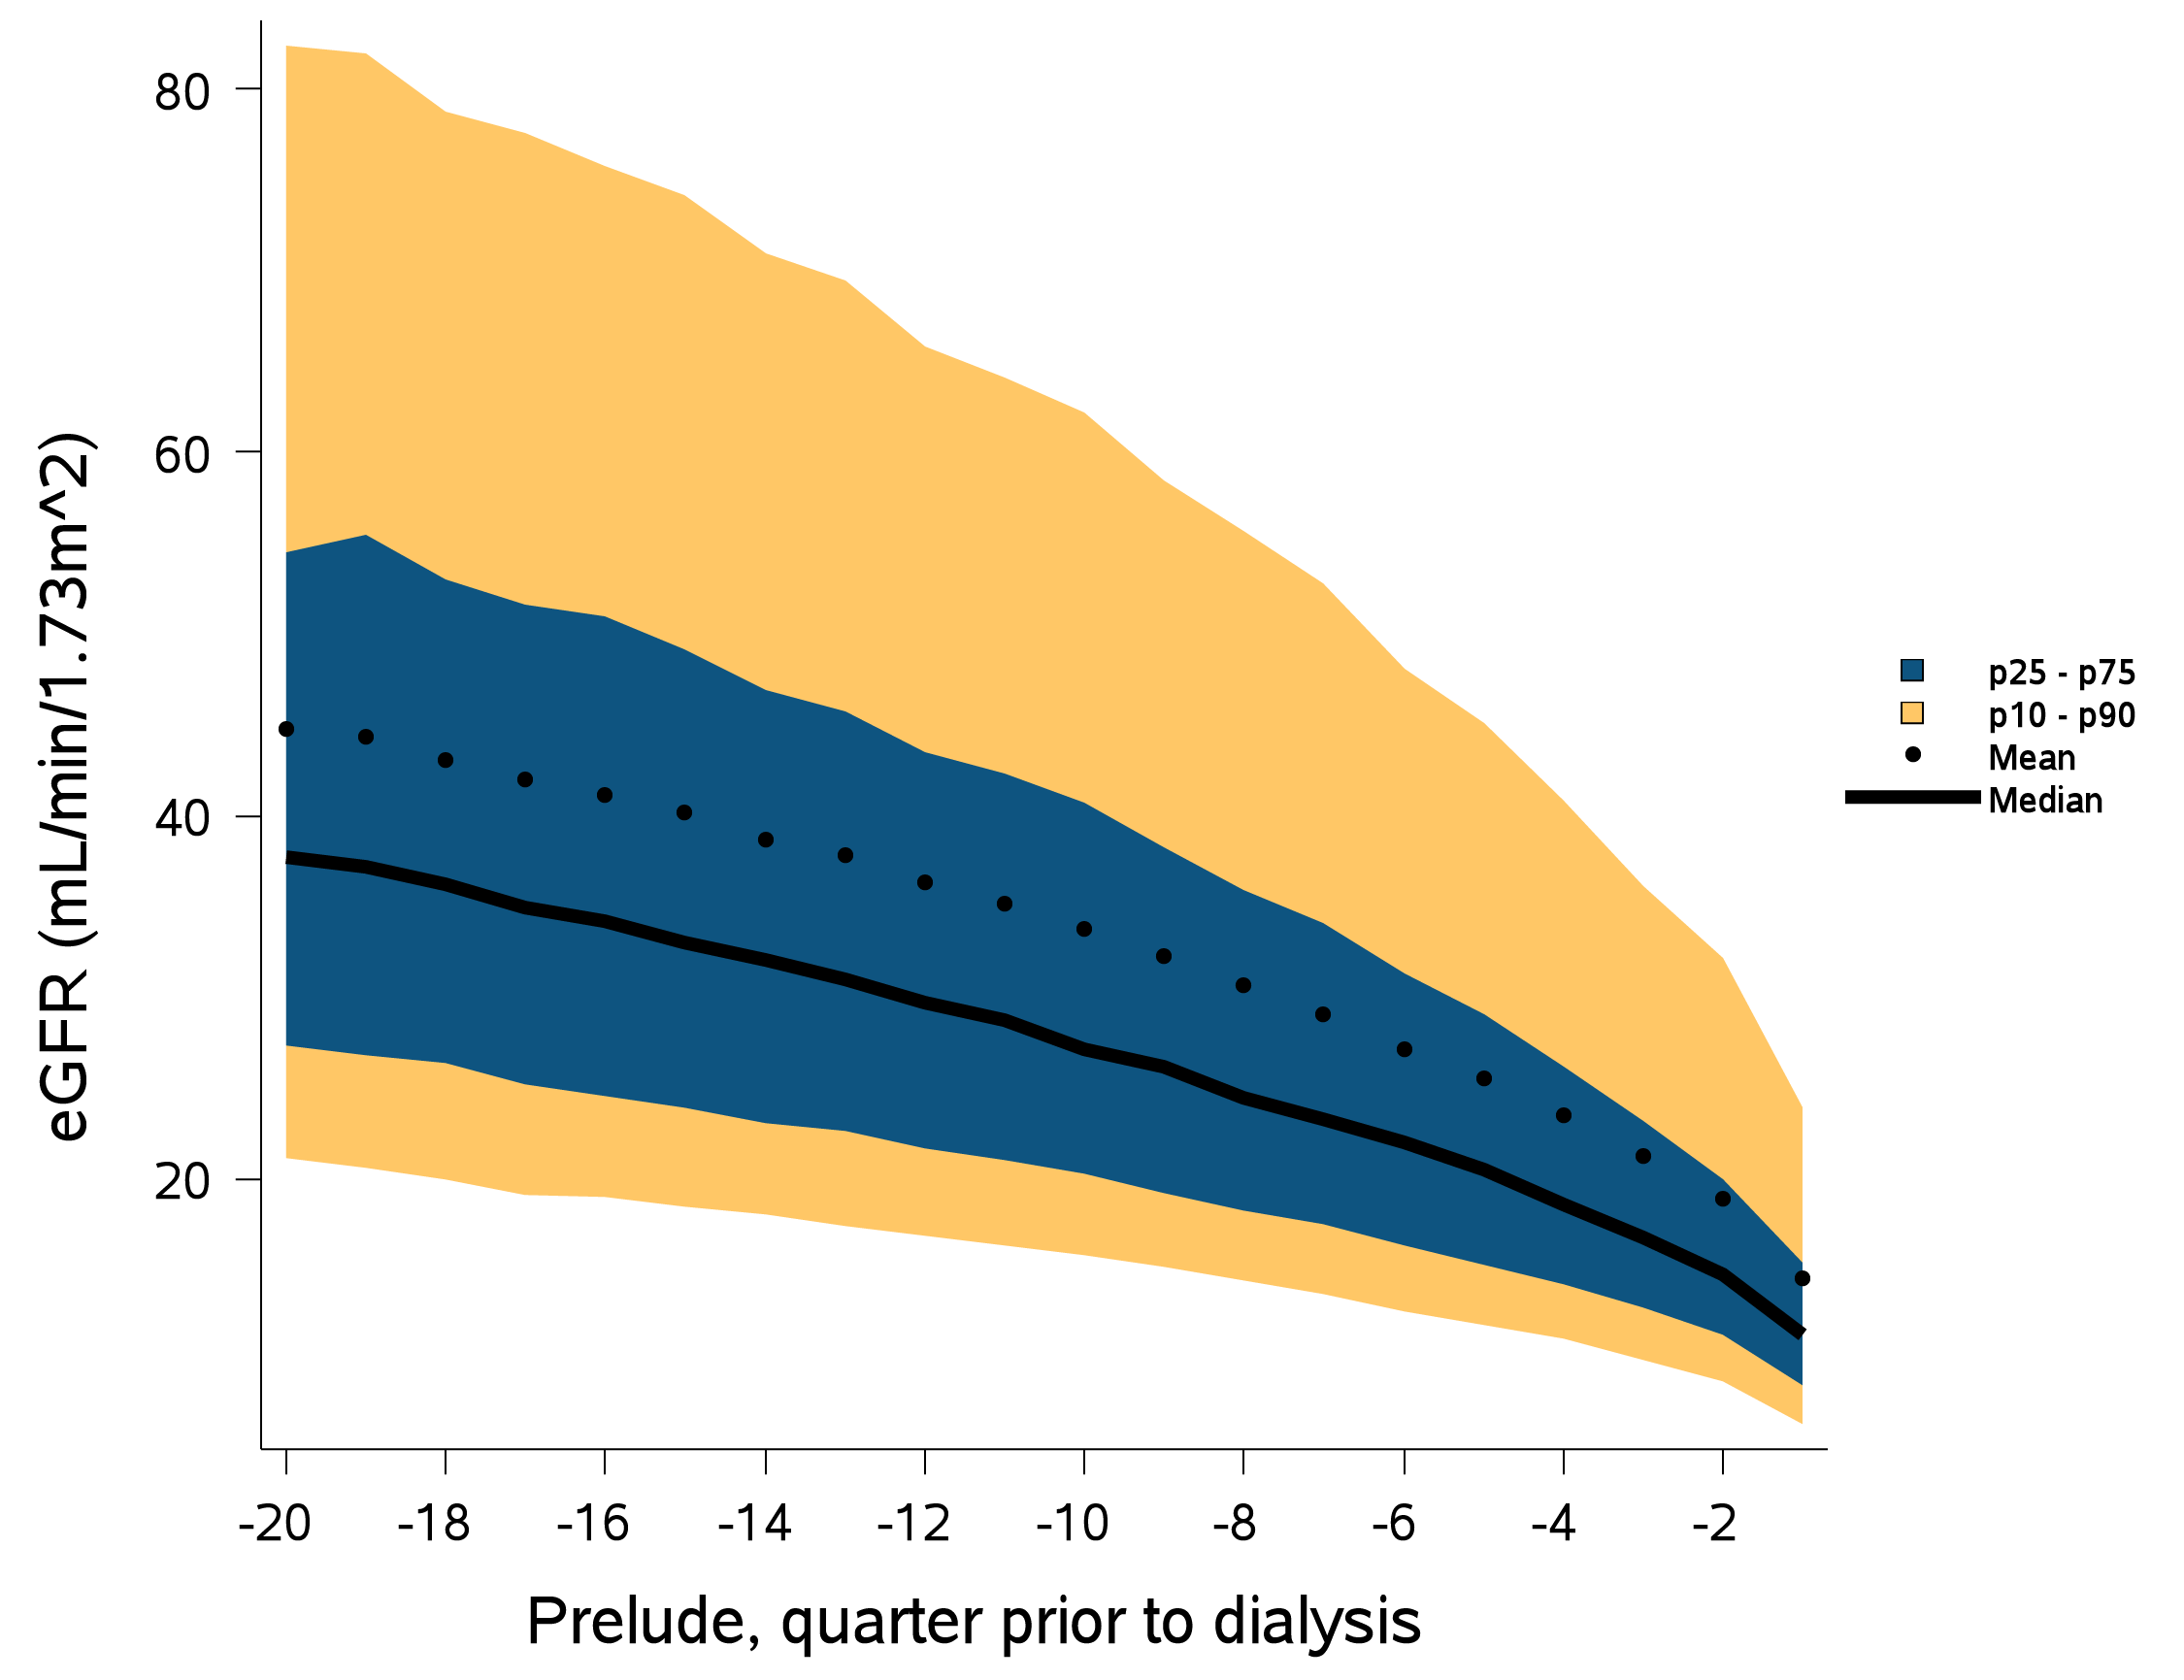 eGFR (mL/min/1.73m^2)
80
60
40
20
-20 -18 -16 -14 -12 -10 -8 -6 -4 -2
Prelude, quarter prior to dialysis
p25 - p75
p10 - p90
Mean
Median